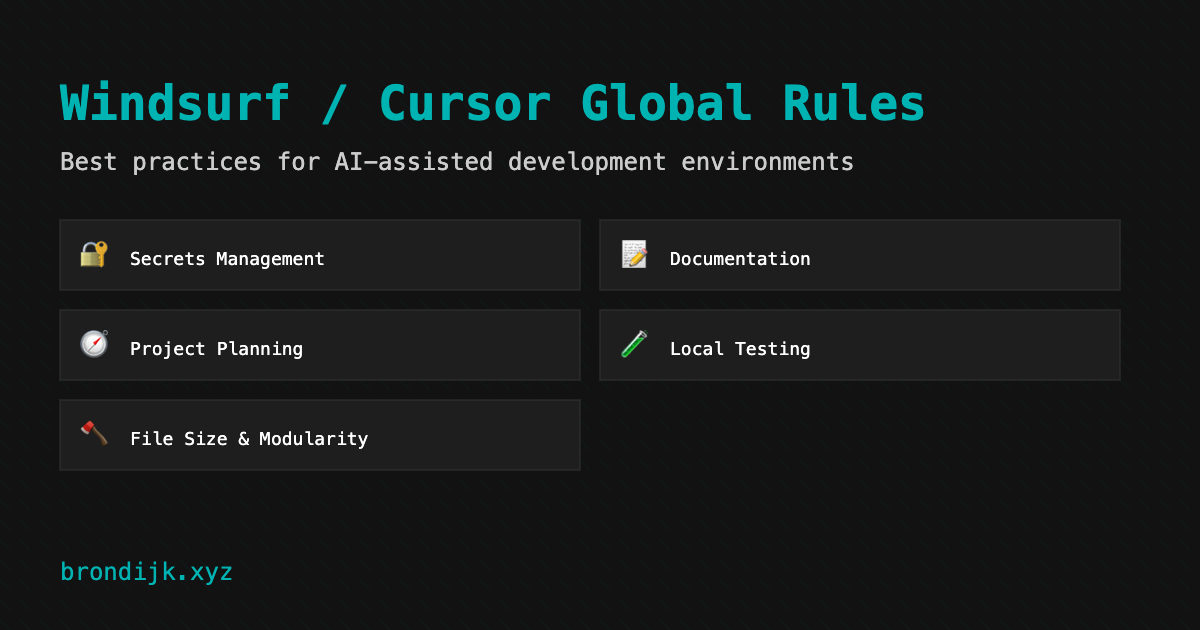 Windsurf / Cursor Global Rules
Best practices for AI–assisted development environments
Secrets Management
Documentation
Project Planning
Local Testing
File Size & Modularity
brondijk.xyz